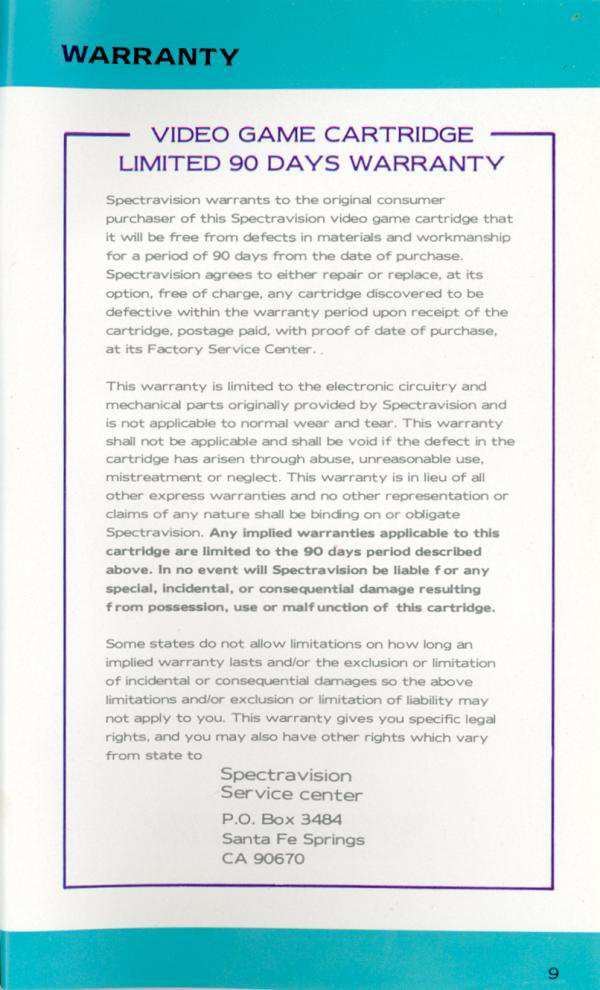 WARRANTY
VIDEO GAME CARTRIDGE
LIMITED 90 DAYS WARRANTY
Spectravision warrants to the original consumer
purchaser of this Spectravision video game cartridge that
it will be free from defects in materials and workmanship
for a period of 90 days from the date of purchase.
Spectravision agrees to either repair or replace, at its
option, free of charge, any cartridge discovered to be
defective within the warranty period upon receipt of the
cartridge, postage paid, with proof of date of purchase,
at its Factory Service Center. .
This warranty is limited to the electronic circuitry and
mechanical parts originally provided by Spectravision and
is not applicable to normal wear and tear. This warranty
shall not be applicable and shall be void if the defect in the
cartridge has arisen through abuse, unreasonable use,
mistreatment or neglect. This warranty is in lieu of all
other express warranties and no other representation or
claims of any nature shall be binding on or obligate
Spectravision. Any implied warranties applicable to this
cartridge are limited to the 90 days period described
above. In no event will Spectravision be liable for any
special, incidental, or consequential damage resulting
from possession, use or malfunction of this cartridge.
Some states do not allow limitations on how long an
implied warranty lasts and/or the exclusion or limitation
of incidental or consequential damages so the above
limitations and/or exclusion or limitation of liability may
not apply to you. This warranty gives you specific legal
rights, and you may also have other rights which vary
from state to
Spectravision
Service center
P.O. Box 3484
Santa Fe Springs
CA 90670
9